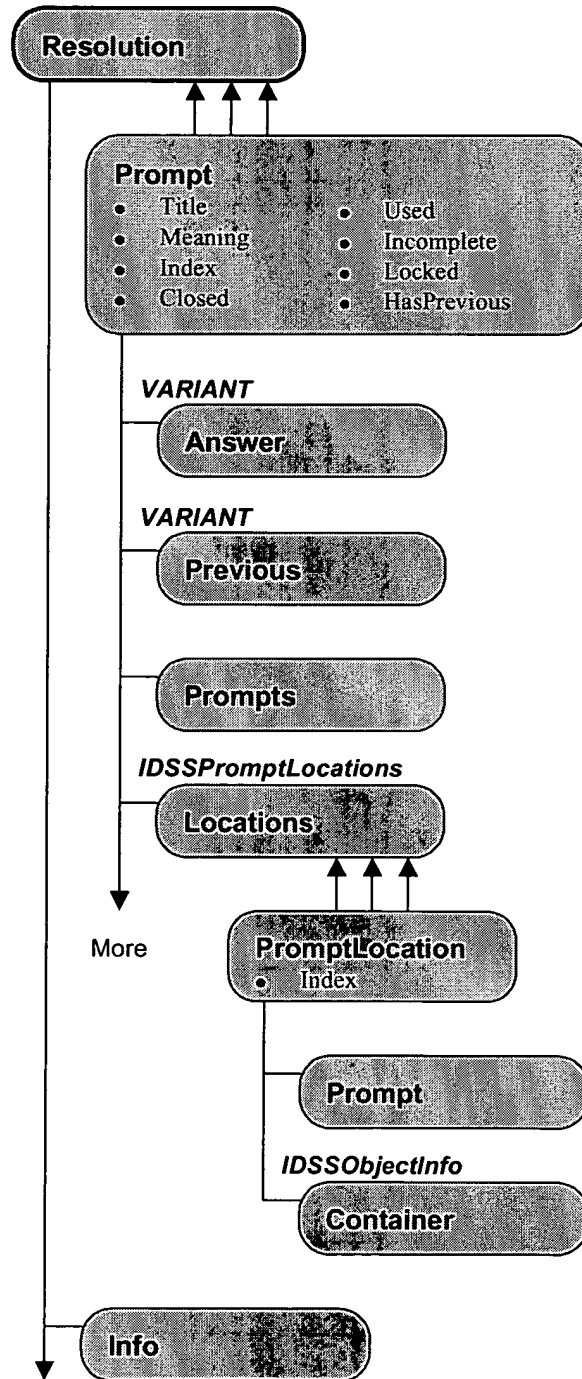 Resolution
Prompt
• Title
• Meaning
• Index
• Closed
• Used
• Incomplete
• Locked
• HasPrevious
VARIANT
Answer
VARIANT
Previous
Prompts
IDSSPromptLocations
Locations
More
PromptLocation
• Index
Prompt
IDSSObjectInfo
Container
Info